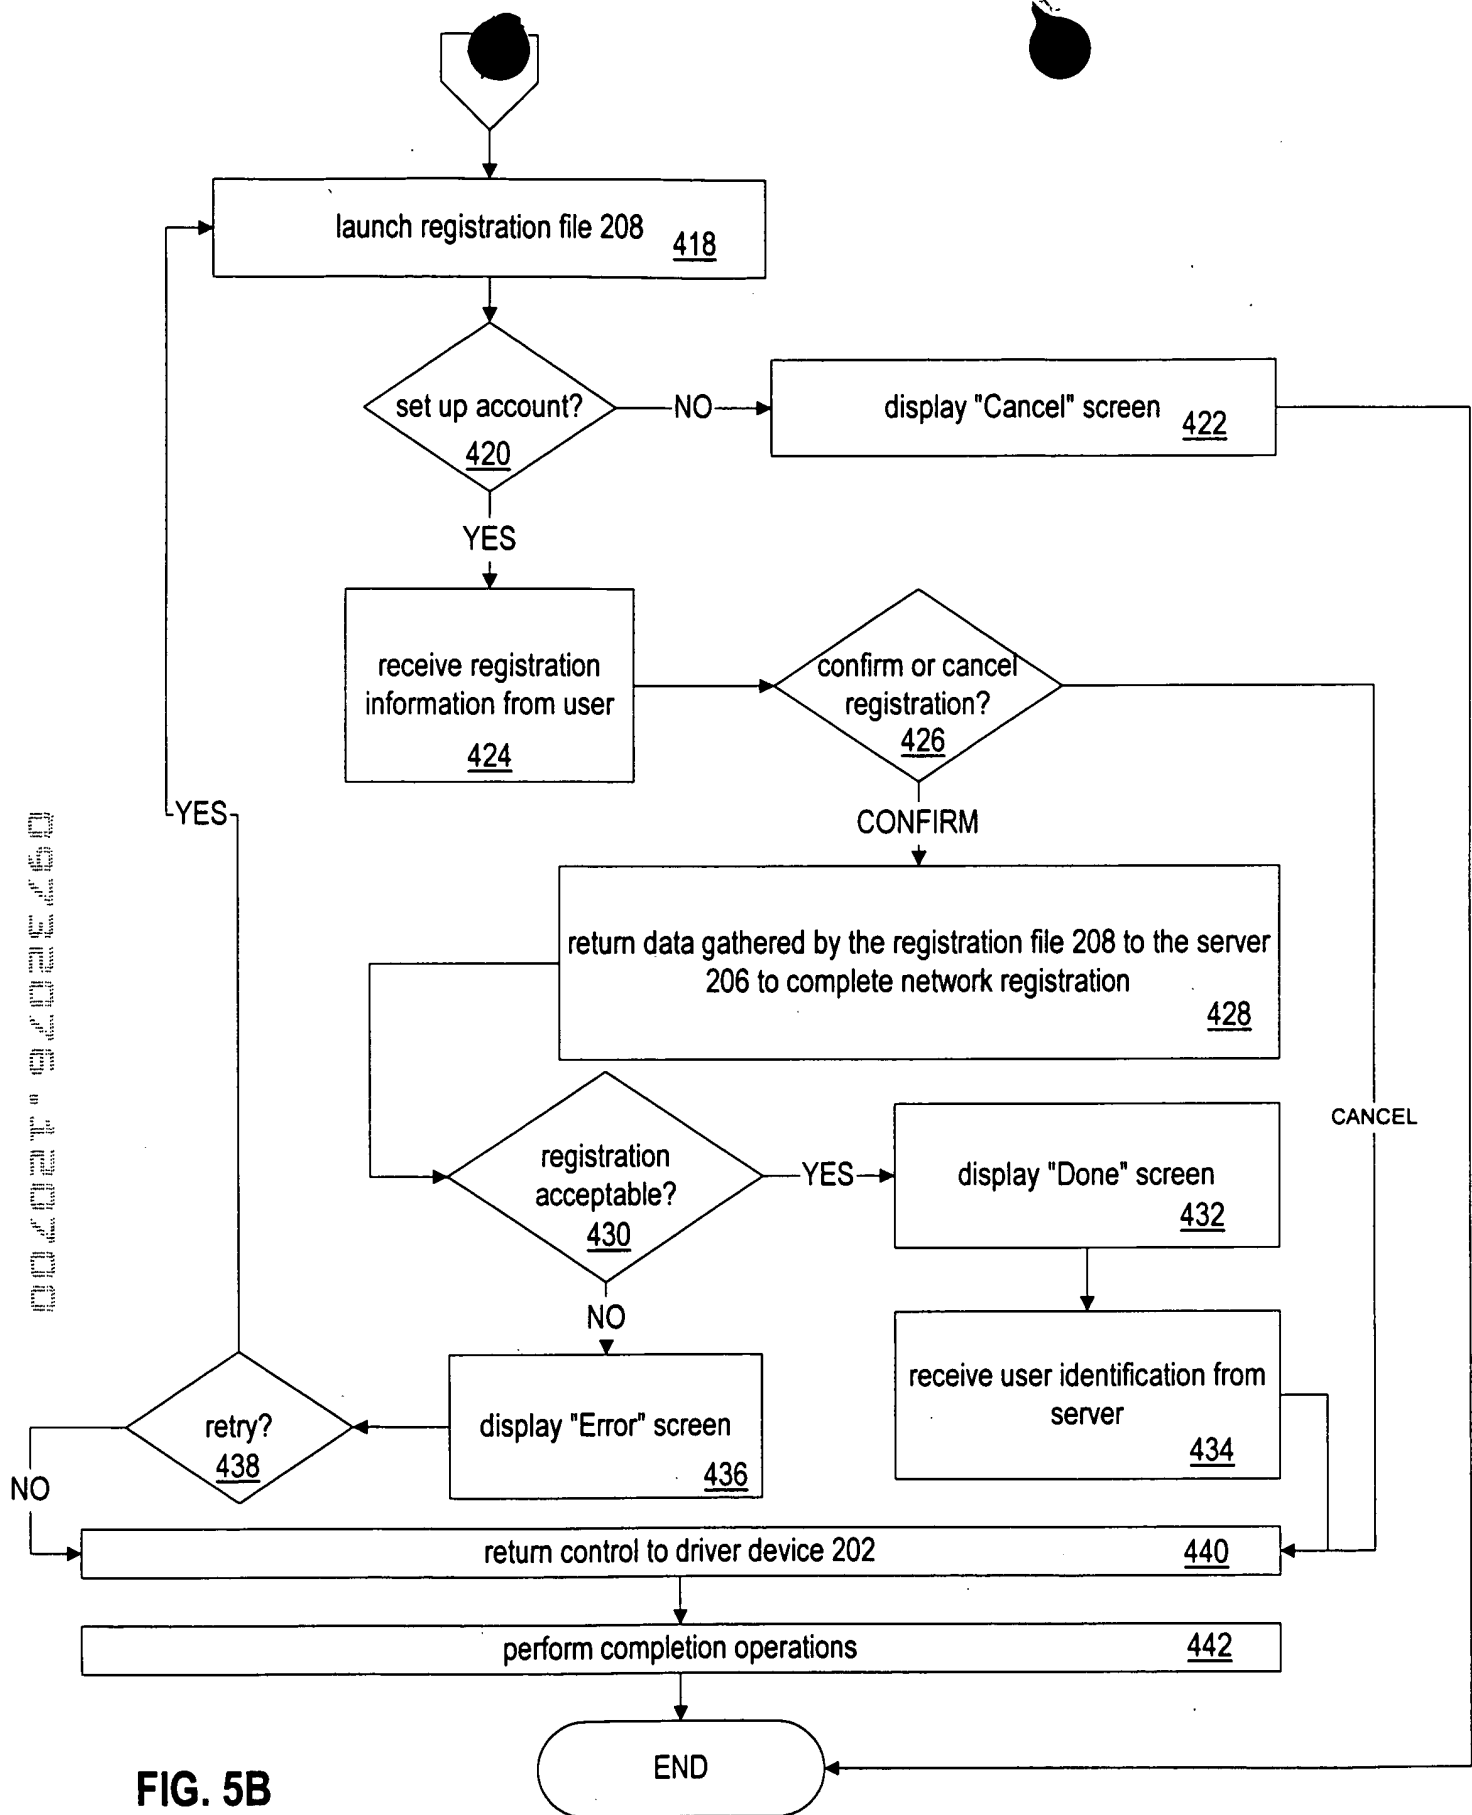 launch registration file 208
418
set up account?
420
NO
display "Cancel" screen
422
YES
receive registration
information from user
424
confirm or cancel
registration?
426
CONFIRM
CANCEL
YES
return data gathered by the registration file 208 to the server
206 to complete network registration
428
registration
acceptable?
430
YES
display "Done" screen
432
NO
receive user identification from
server
434
display "Error" screen
436
retry?
438
NO
return control to driver device 202
440
perform completion operations
442
END
FIG. 5B
09732076.120700